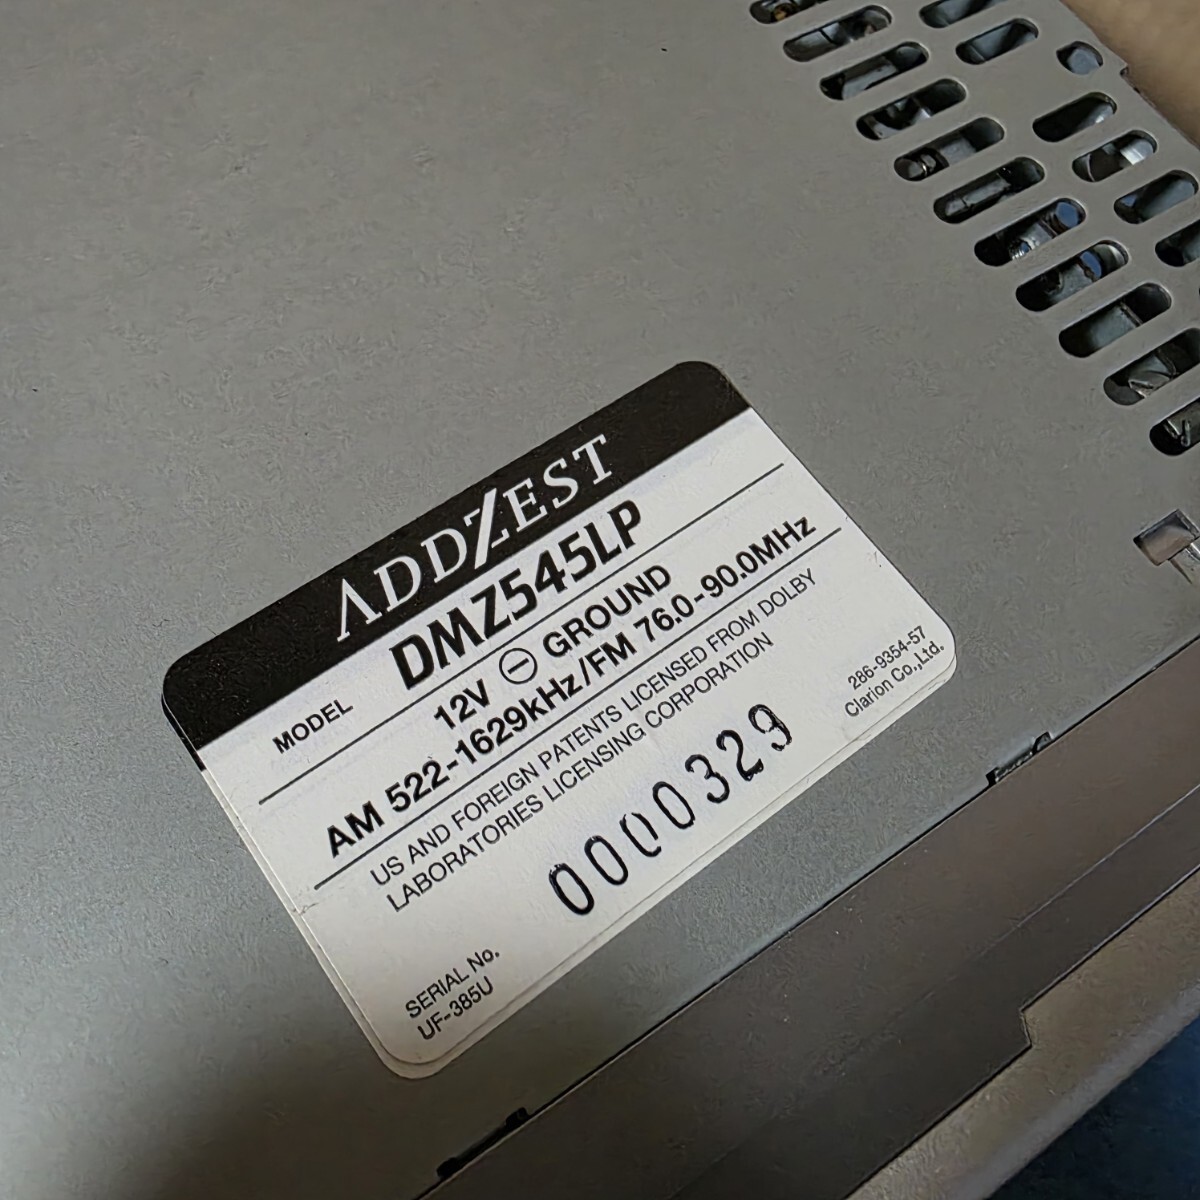 ADDZEST
MODEL DMZ545LP
12V ⊖ GROUND
AM 522-1629kHz/FM 76.0-90.0MHz
US AND FOREIGN PATENTS LICENSED FROM DOLBY
LABORATORIES LICENSING CORPORATION
0000329
SERIAL No.
UF-385U
286-9354-57
Clarion Co.,Ltd.